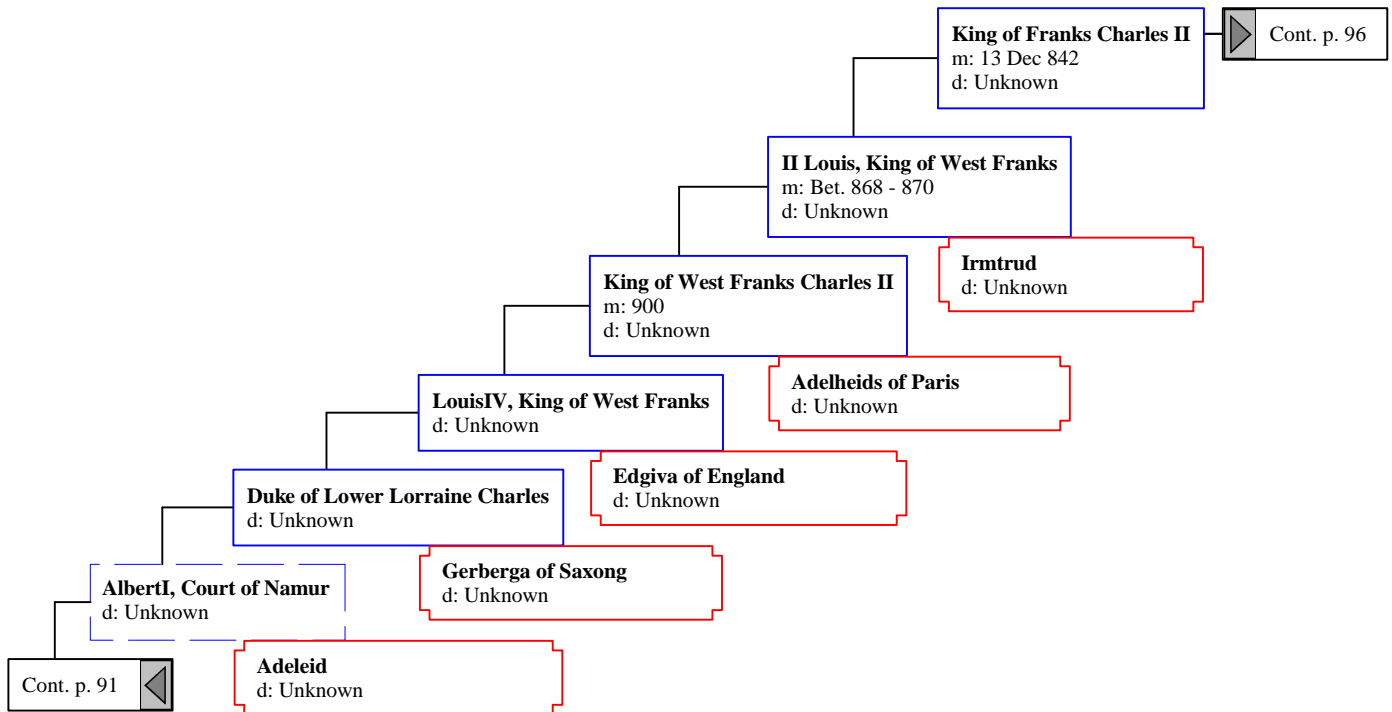 King of Franks Charles II
m: 13 Dec 842
d: Unknown
Cont. p. 96
II Louis, King of West Franks
m: Bet. 868 - 870
d: Unknown
Irmtrud
d: Unknown
King of West Franks Charles II
m: 900
d: Unknown
Adelheids of Paris
d: Unknown
LouisIV, King of West Franks
d: Unknown
Edgiva of England
d: Unknown
Duke of Lower Lorraine Charles
d: Unknown
Gerberga of Saxong
d: Unknown
AlbertI, Court of Namur
d: Unknown
Adeleid
d: Unknown
Cont. p. 91